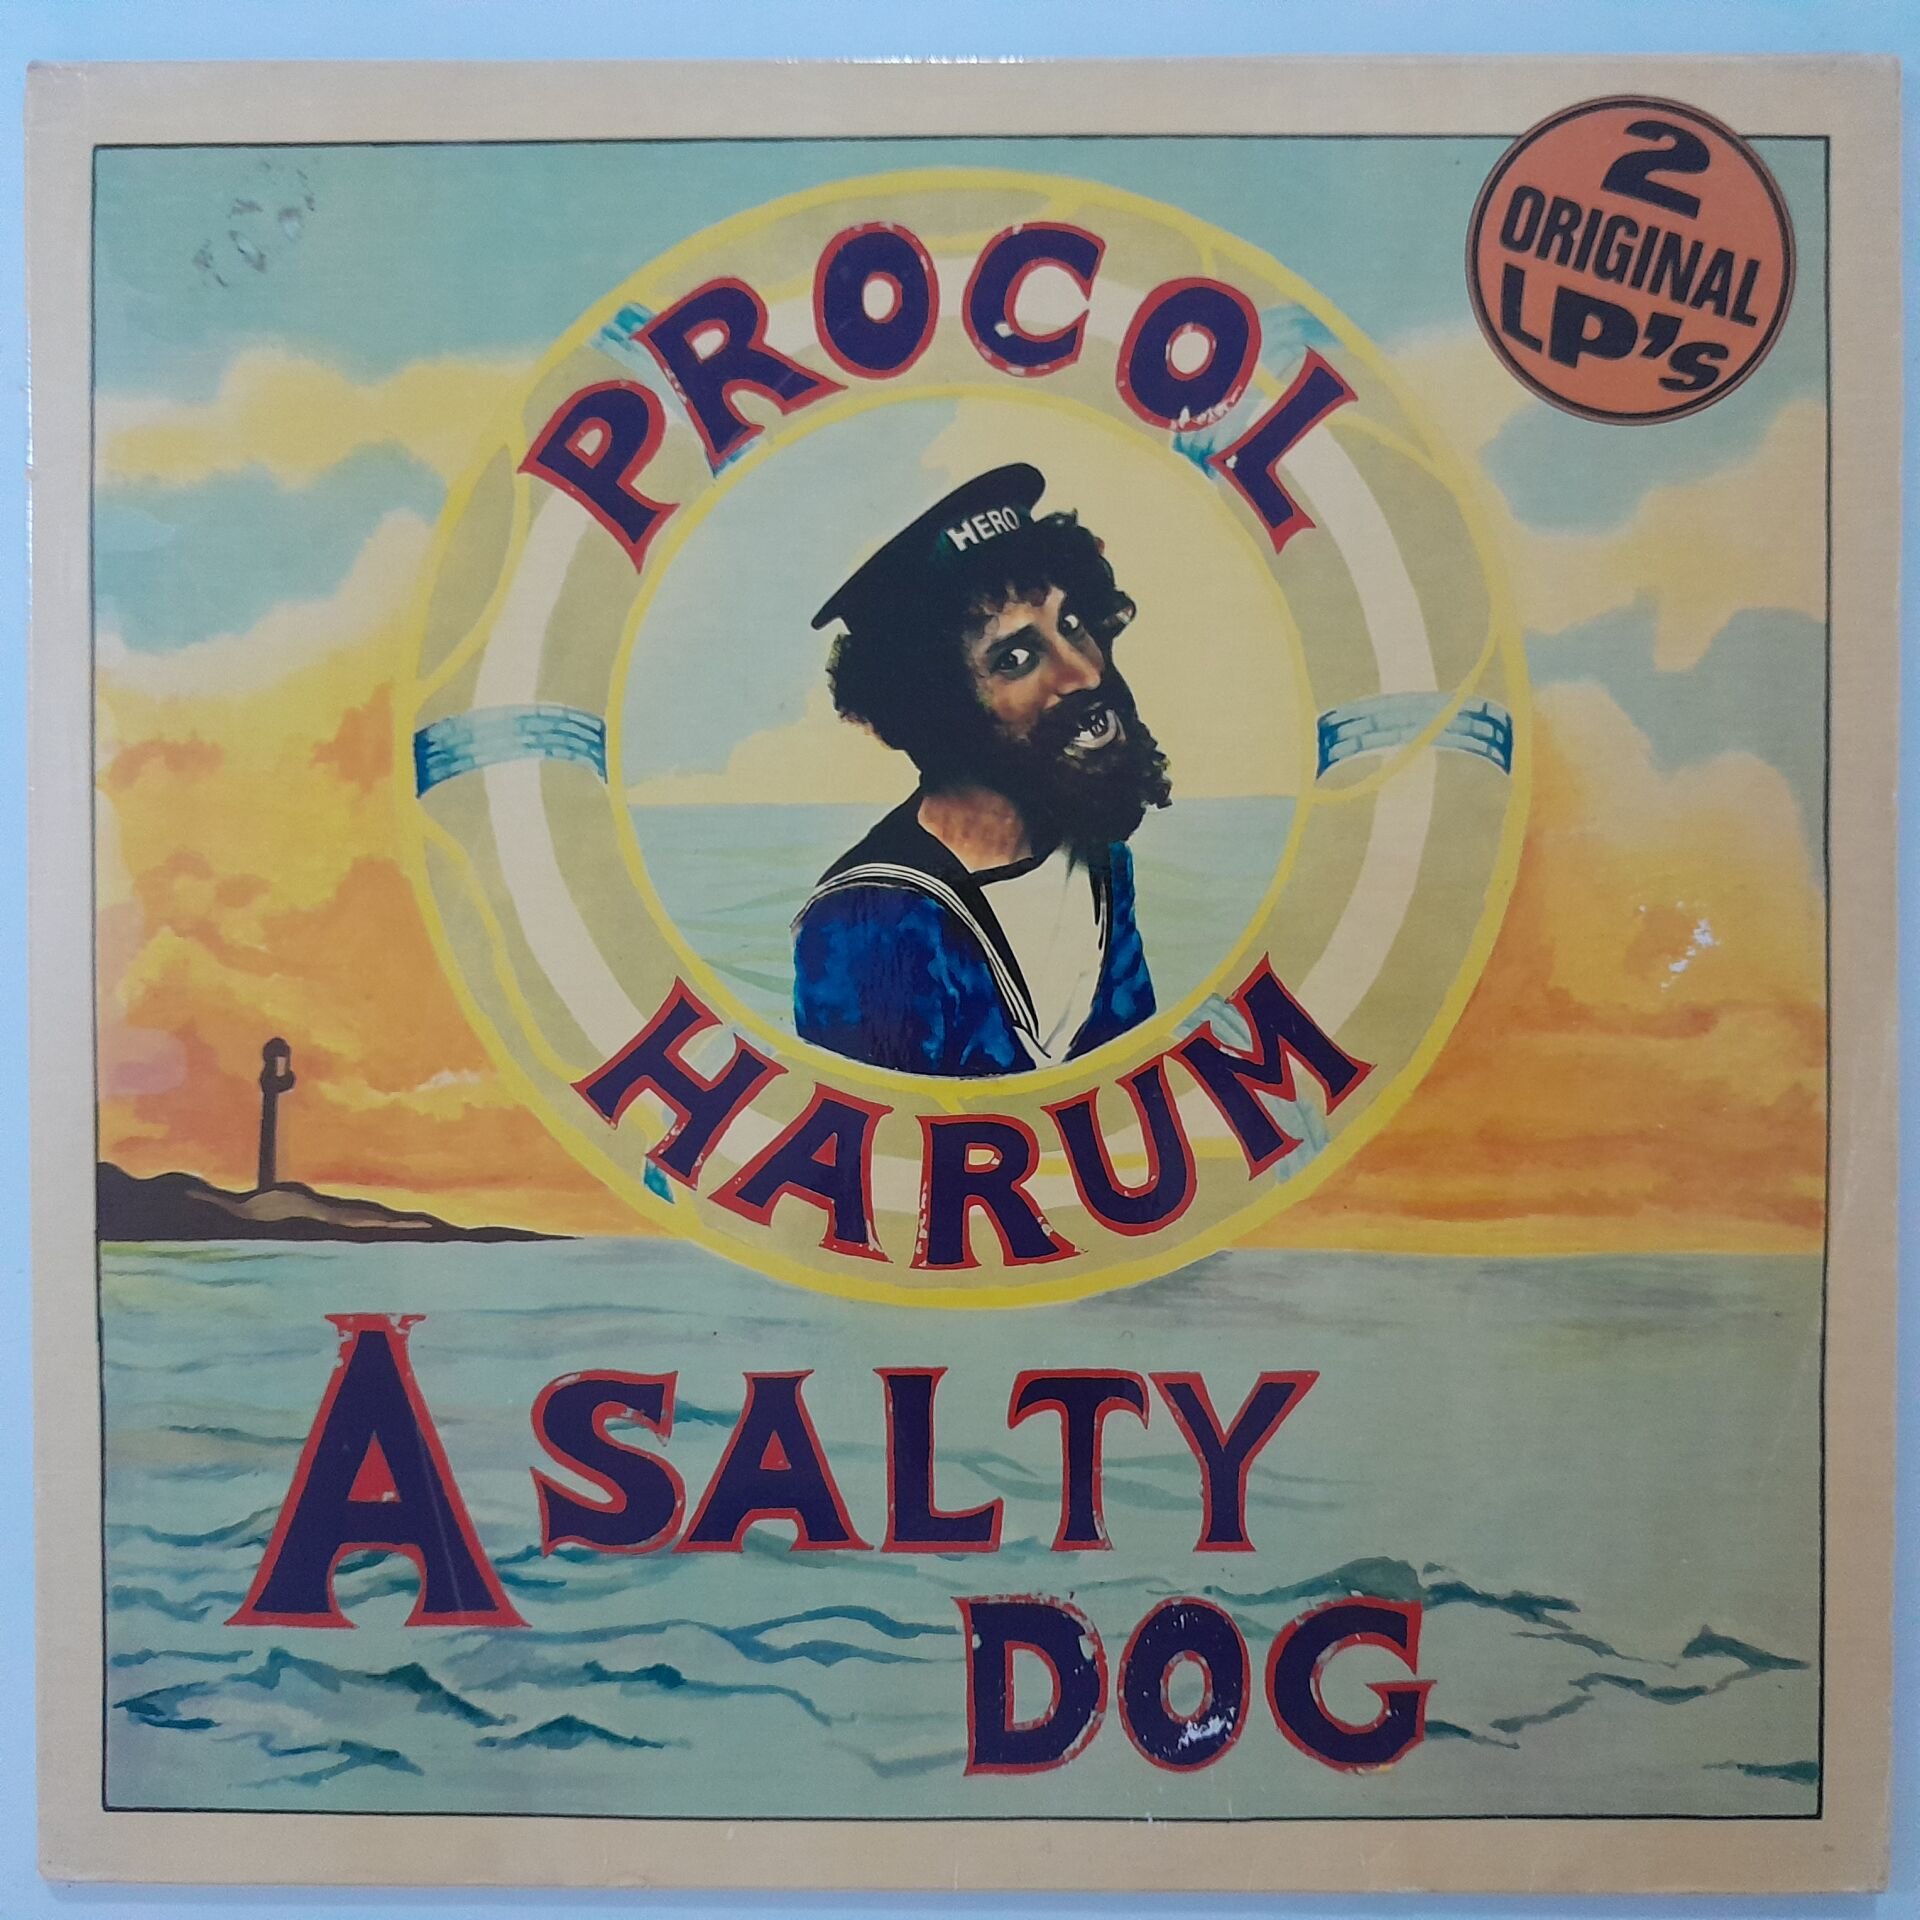 2
ORIGINAL
LP's
PROCOL
HERO
HARUM
A SALTY
DOG